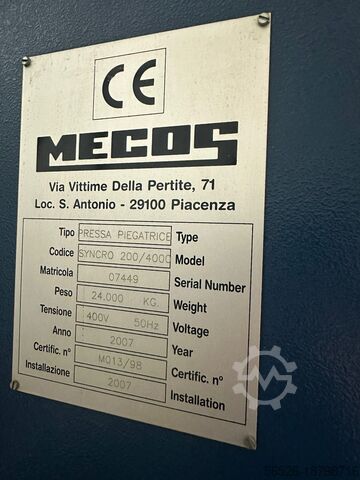 CE
MECOS
Via Vittime Della Pertite, 71
Loc. S. Antonio - 29100 Piacenza
Tipo PRESSA PIEGATRICE Type
Codice SYNCRO 200/4000 Model
Matricola 07449 Serial Number
Peso 24.000 KG. Weight
Tensione 400V 50Hz Voltage
Anno 2007 Year
Certific. n° M013/98 Certific. n°
Installazione 2007 Installation